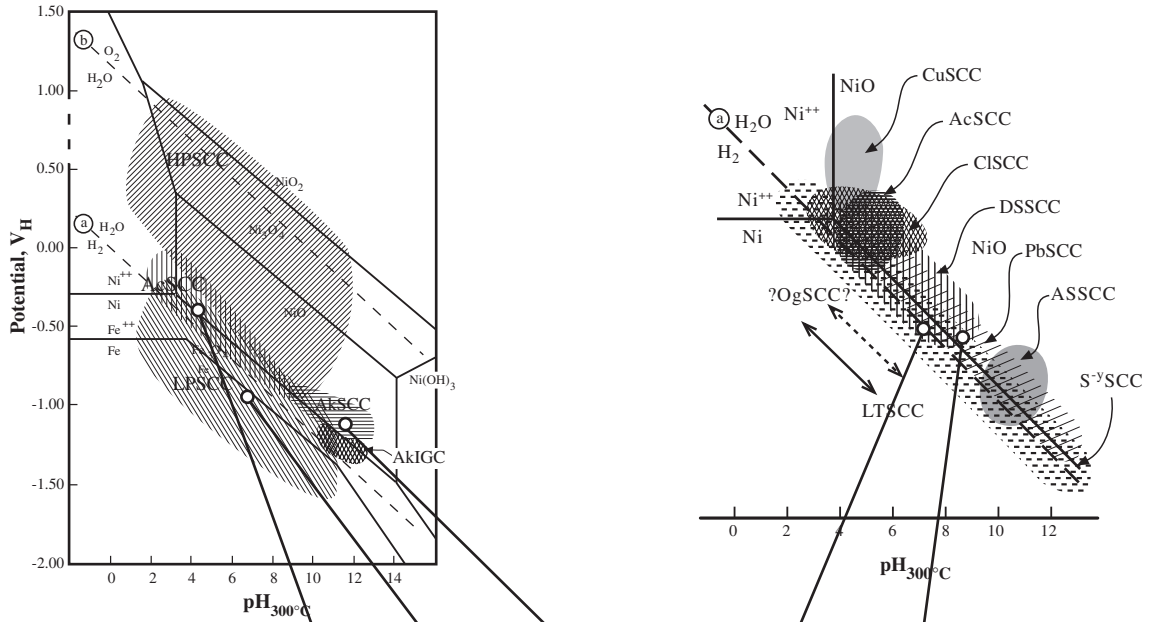 1.50
b
O2
H2O
1.00
HPSCC
0.50
NiO2
Ni3O4
a
H2O
H2
0.00
Potential, VH
Ni++
AcSCC
Ni
NiO
-0.50
Fe++
Fe
Fe
LPSCC
Ni(OH)3
-1.00
AkSCC
AkIGC
-1.50
-2.00
0 2 4 6 8 10 12 14
pH300°C
CuSCC
NiO
Ni++
a
H2O
H2
AcSCC
ClSCC
Ni++
Ni
DSSCC
NiO
PbSCC
?OgSCC?
ASSCC
S-ySCC
LTSCC
0 2 4 6 8 10 12
pH300°C